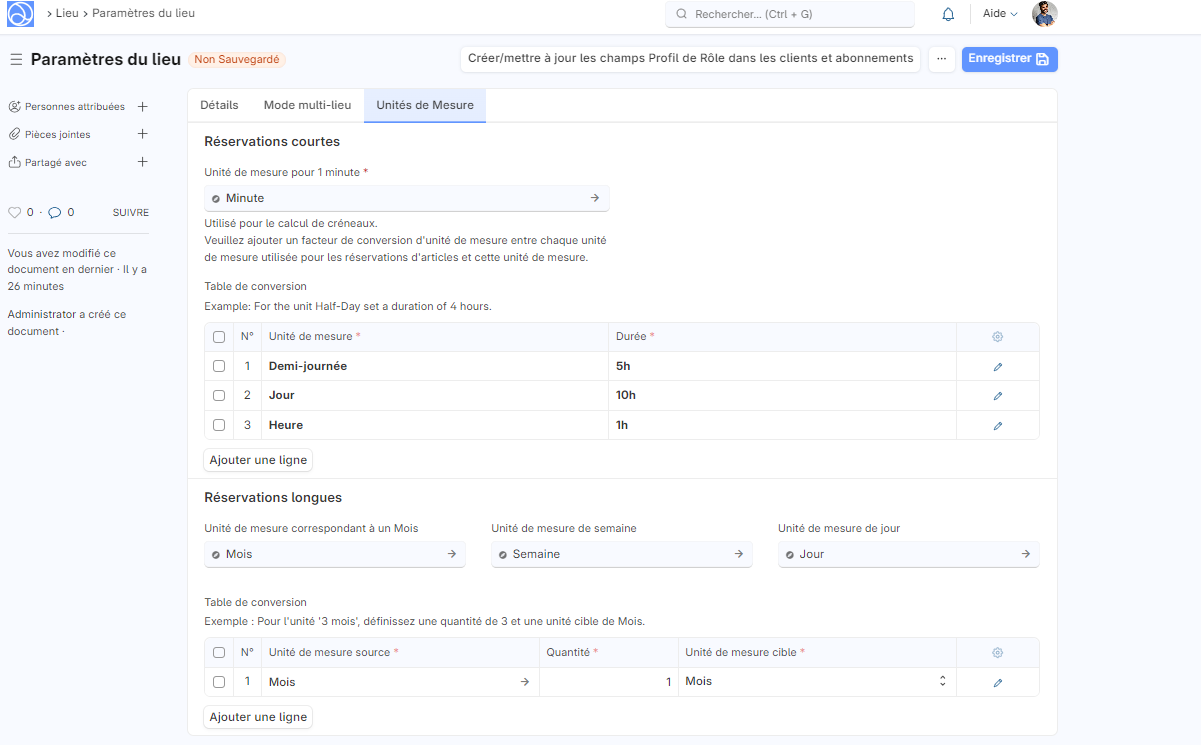 Lieu
Paramètres du lieu
Rechercher... (Ctrl + G)
Aide
Paramètres du lieu
Non Sauvegardé
Créer/mettre à jour les champs Profil de Rôle dans les clients et abonnements
...
Enregistrer
Personnes attribuées
Pièces jointes
Partagé avec
0 · 0
SUIVRE
Vous avez modifié ce
document en dernier · Il y a
26 minutes
Administrator a créé ce
document ·
Détails
Mode multi-lieu
Unités de Mesure
Réservations courtes
Unité de mesure pour 1 minute *
Minute
Utilisé pour le calcul de créneaux.
Veuillez ajouter un facteur de conversion d'unité de mesure entre chaque unité
de mesure utilisée pour les réservations d'articles et cette unité de mesure.
Table de conversion
Example: For the unit Half-Day set a duration of 4 hours.
N° Unité de mesure * Durée *
1 Demi-journée 5h
2 Jour 10h
3 Heure 1h
Ajouter une ligne
Réservations longues
Unité de mesure correspondant à un Mois
Mois
Unité de mesure de semaine
Semaine
Unité de mesure de jour
Jour
Table de conversion
Exemple : Pour l'unité '3 mois', définissez une quantité de 3 et une unité cible de Mois.
N° Unité de mesure source * Quantité * Unité de mesure cible *
1 Mois 1 Mois
Ajouter une ligne